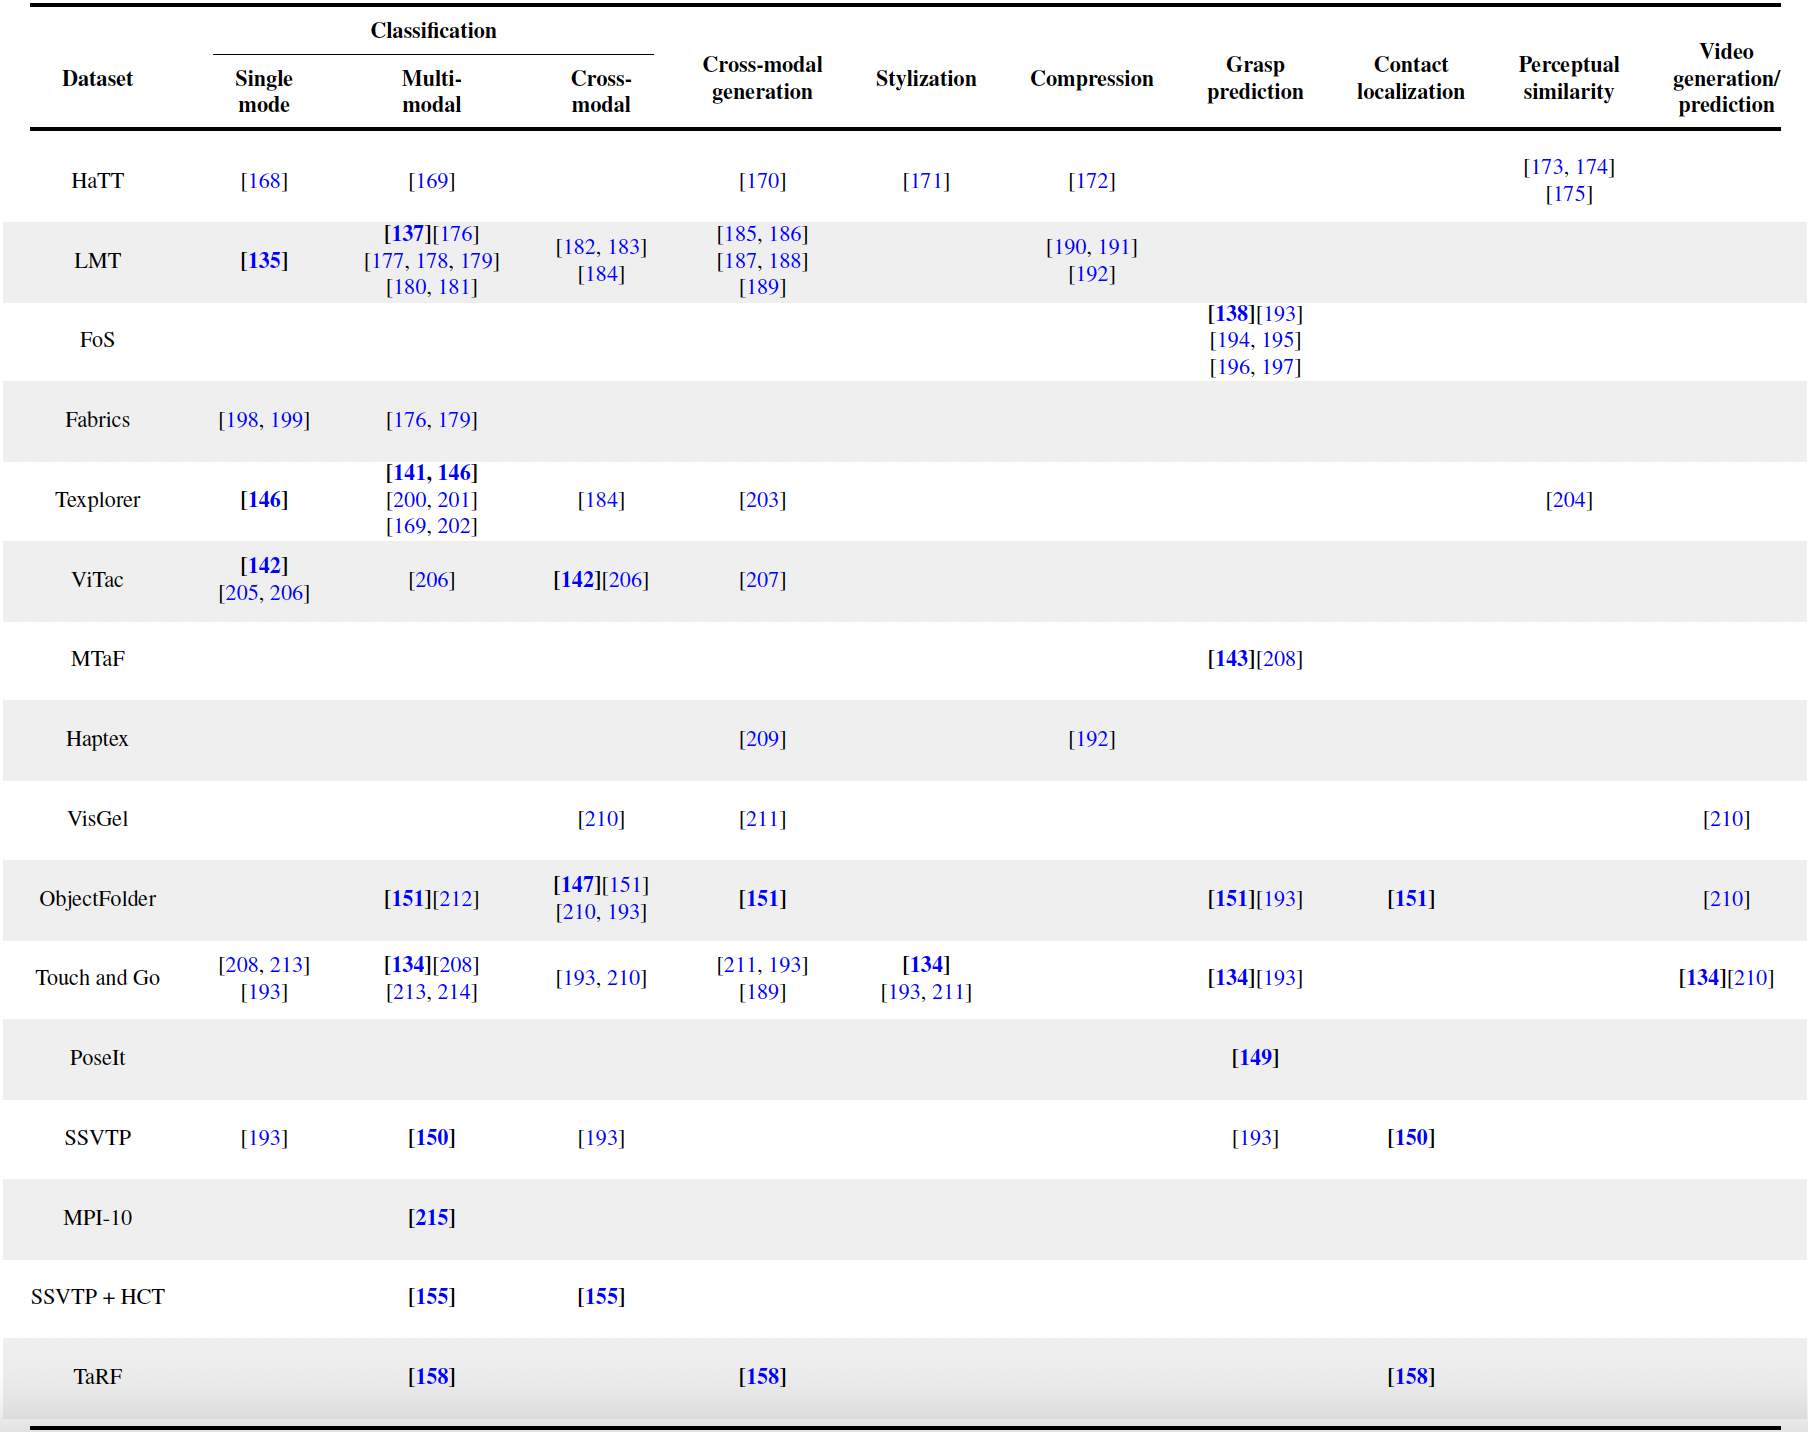 Classification
Dataset Single mode Multi-modal Cross-modal Cross-modal generation Stylization Compression Grasp prediction Contact localization Perceptual similarity Video generation/ prediction
HaTT [168] [169] [170] [171] [172] [173, 174] [175]
LMT [135] [137][176] [177, 178, 179] [180, 181] [182, 183] [184] [185, 186] [187, 188] [189] [190, 191] [192]
FoS [138][193] [194, 195] [196, 197]
Fabrics [198, 199] [176, 179]
Texplorer [146] [141, 146] [200, 201] [169, 202] [184] [203] [204]
ViTac [142] [205, 206] [206] [142][206] [207]
MTaF [143][208]
Haptex [209] [192]
VisGel [210] [211] [210]
ObjectFolder [151][212] [147][151] [210, 193] [151] [151][193] [151] [210]
Touch and Go [208, 213] [193] [134][208] [213, 214] [193, 210] [211, 193] [189] [134] [193, 211] [134][193] [134][210]
PoseIt [149]
SSVTP [193] [150] [193] [193] [150]
MPI-10 [215]
SSVTP + HCT [155] [155]
TaRF [158] [158] [158]